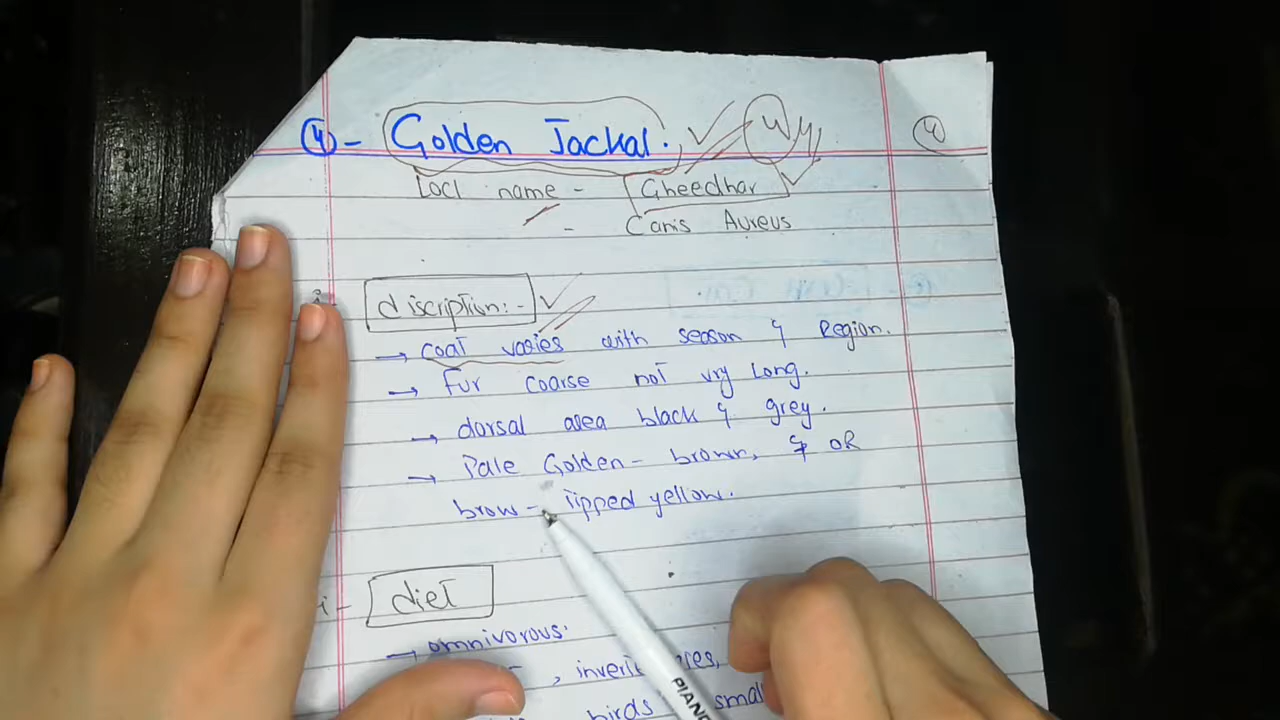 4- Golden Jackal.
4
Locl name - Gheedhar
- Canis Aureus
discription:-
→ coat varies with season & Region.
→ Fur coarse not vry Long.
→ dorsal area black & grey.
→ Pale Golden - brown, & OR
brow - Tipped yellow.
i- diet
→ omnivorous.
, 
birds small
PIANO